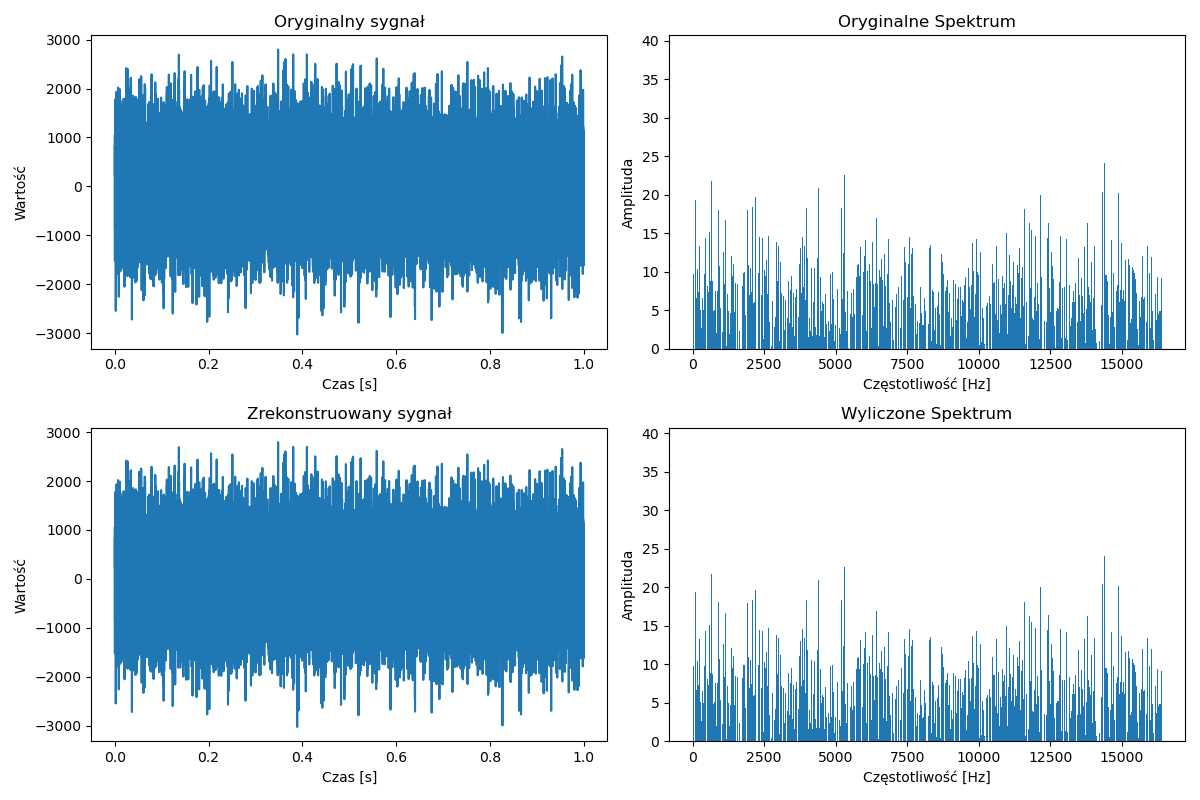 Oryginalny sygnał
3000
2000
1000
0
−1000
−2000
−3000
Wartość
0.0 0.2 0.4 0.6 0.8 1.0
Czas [s]
Oryginalne Spektrum
40
35
30
25
20
15
10
5
0
Amplituda
0 2500 5000 7500 10000 12500 15000
Częstotliwość [Hz]
Zrekonstruowany sygnał
3000
2000
1000
0
−1000
−2000
−3000
Wartość
0.0 0.2 0.4 0.6 0.8 1.0
Czas [s]
Wyliczone Spektrum
40
35
30
25
20
15
10
5
0
Amplituda
0 2500 5000 7500 10000 12500 15000
Częstotliwość [Hz]